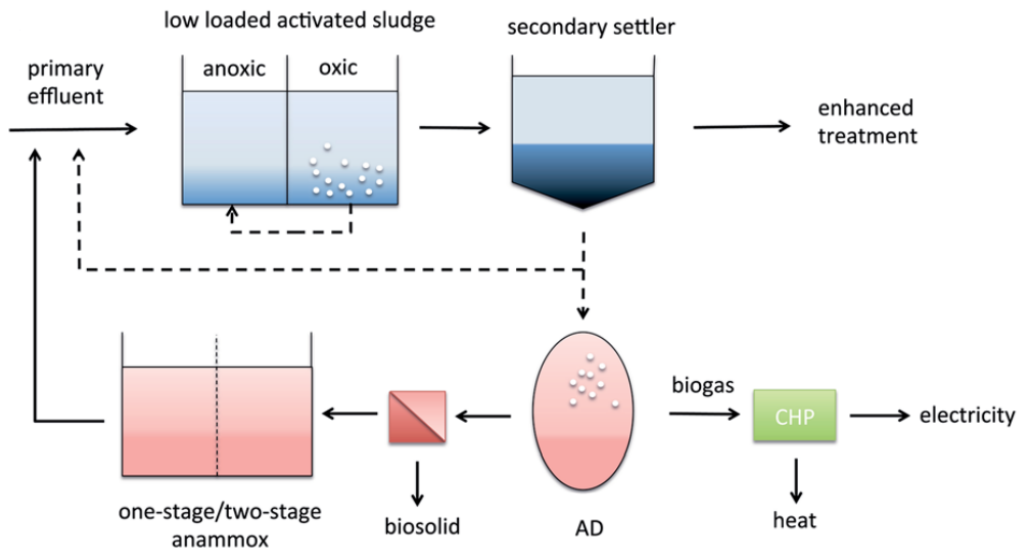 low loaded activated sludge
secondary settler
anoxic
oxic
primary
effluent
enhanced
treatment
biogas
CHP
electricity
one-stage/two-stage
anammox
biosolid
AD
heat